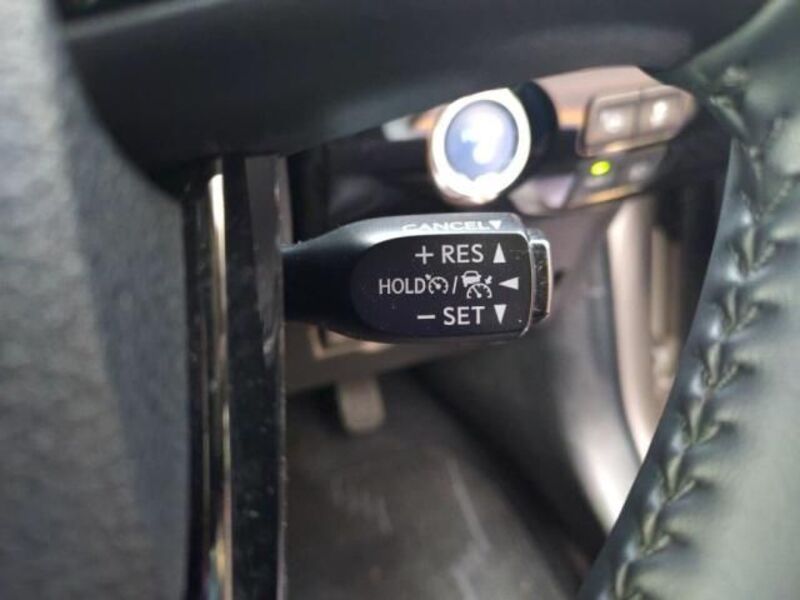 CANCEL▼
+ RES ▲
HOLD / ◀
− SET ▼